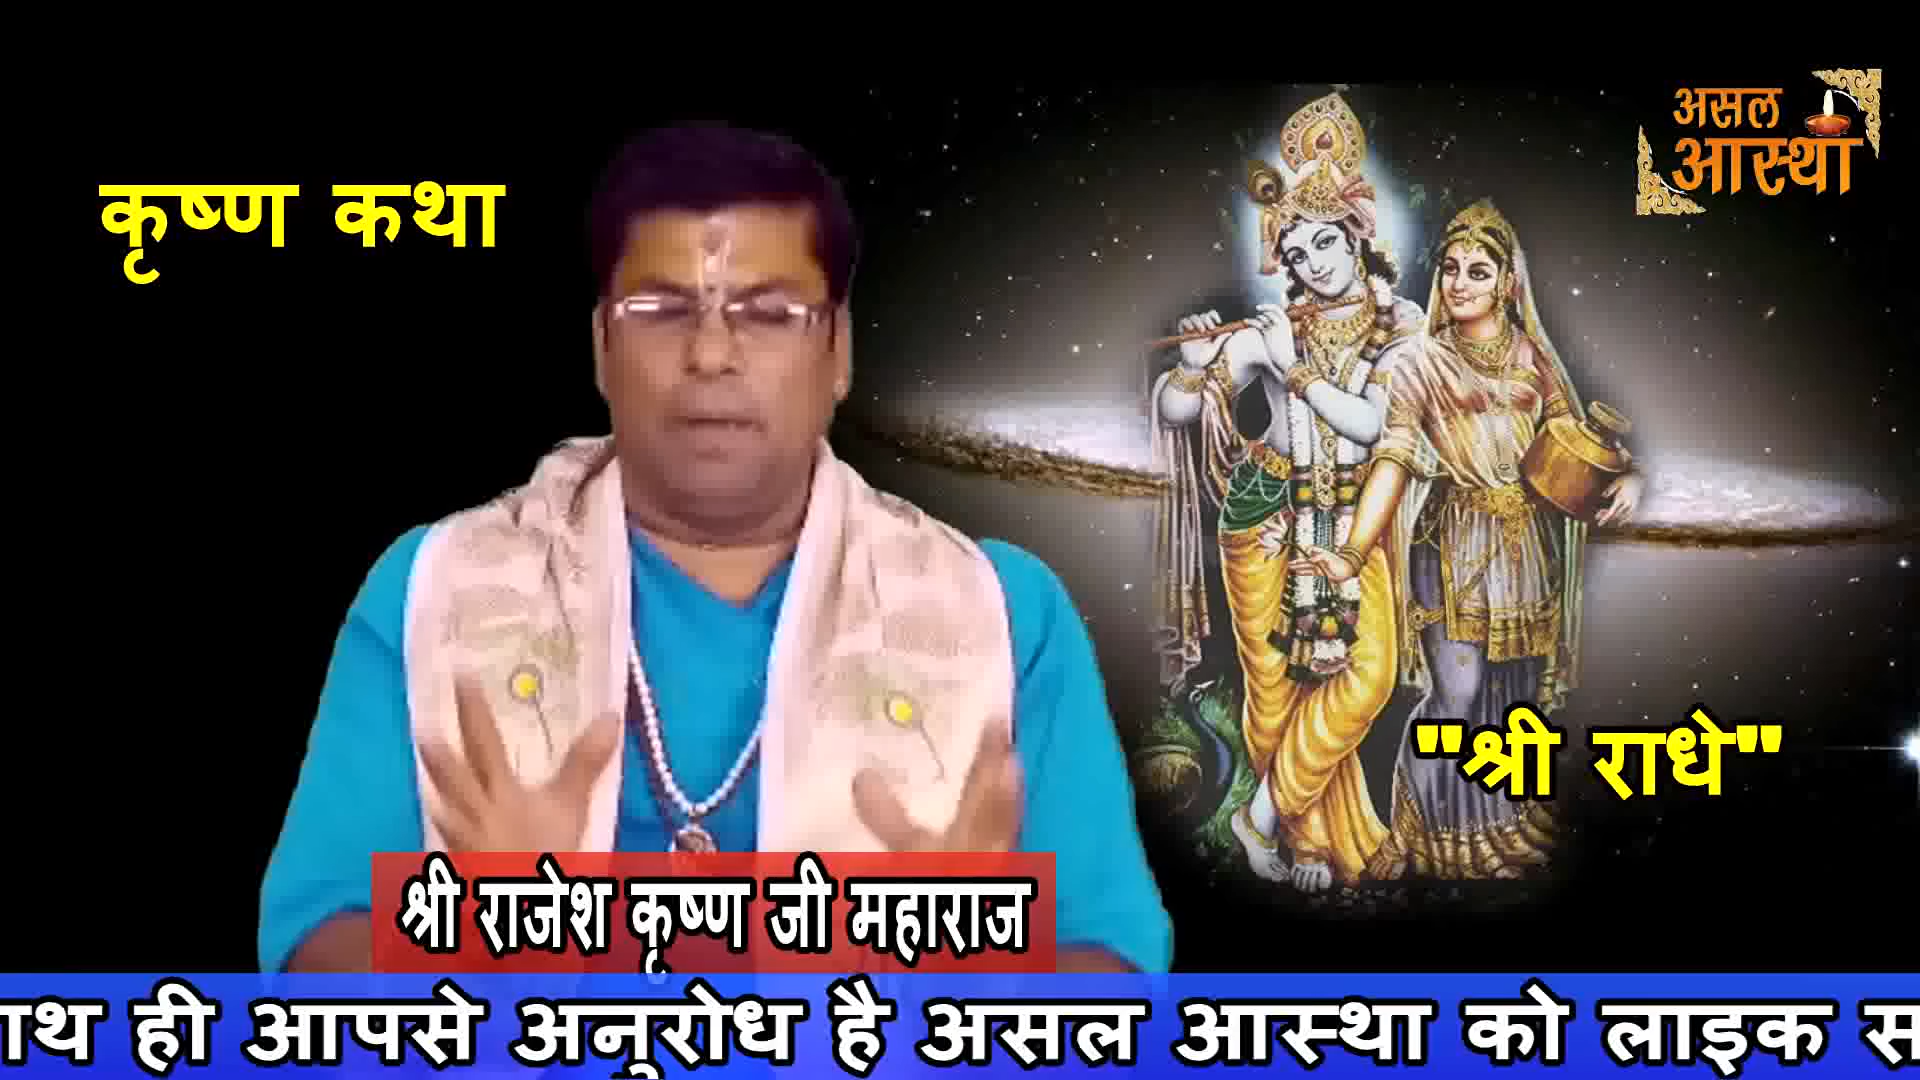 असल
आस्था
कृष्ण कथा
"श्री राधे"
श्री राजेश कृष्ण जी महाराज
ही आपसे अनुरोध है असल आस्था को लाइक